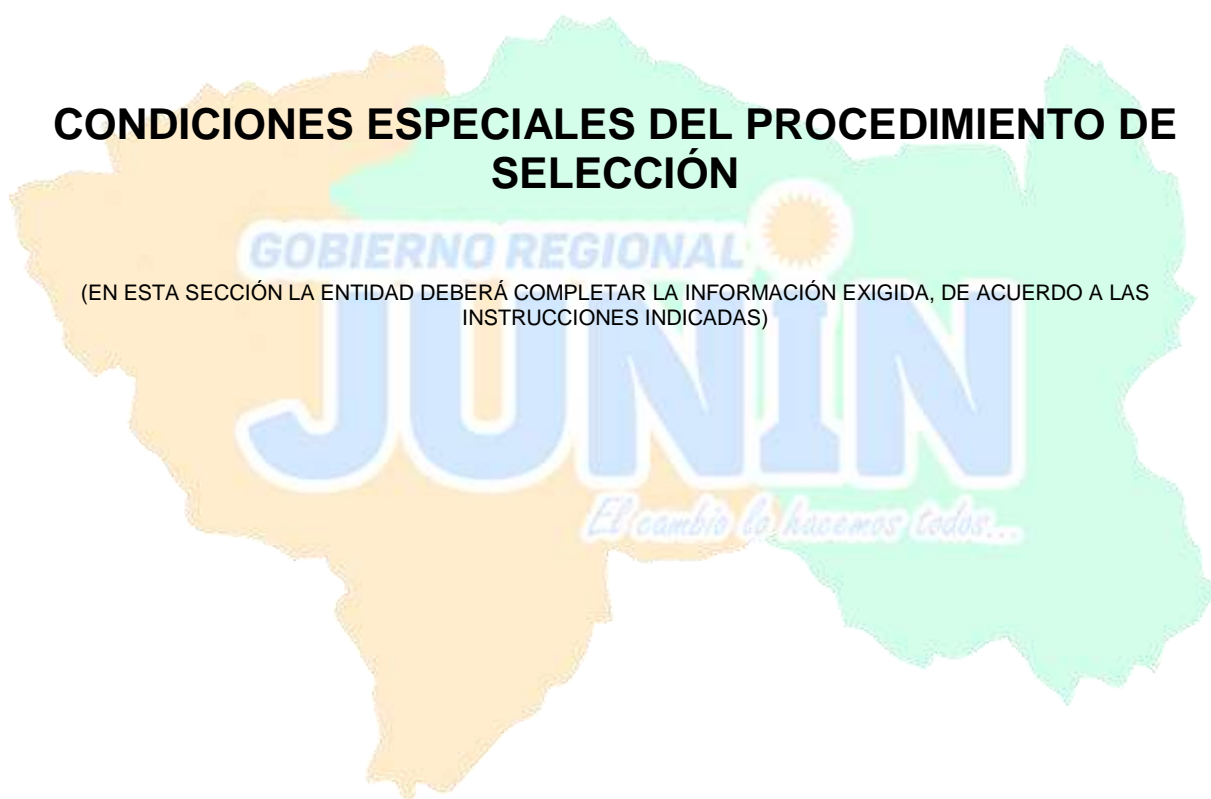 CONDICIONES ESPECIALES DEL PROCEDIMIENTO DE
SELECCIÓN
GOBIERNO REGIONAL
(EN ESTA SECCIÓN LA ENTIDAD DEBERÁ COMPLETAR LA INFORMACIÓN EXIGIDA, DE ACUERDO A LAS
INSTRUCCIONES INDICADAS)
JUNÍN
El cambio lo hacemos todos...